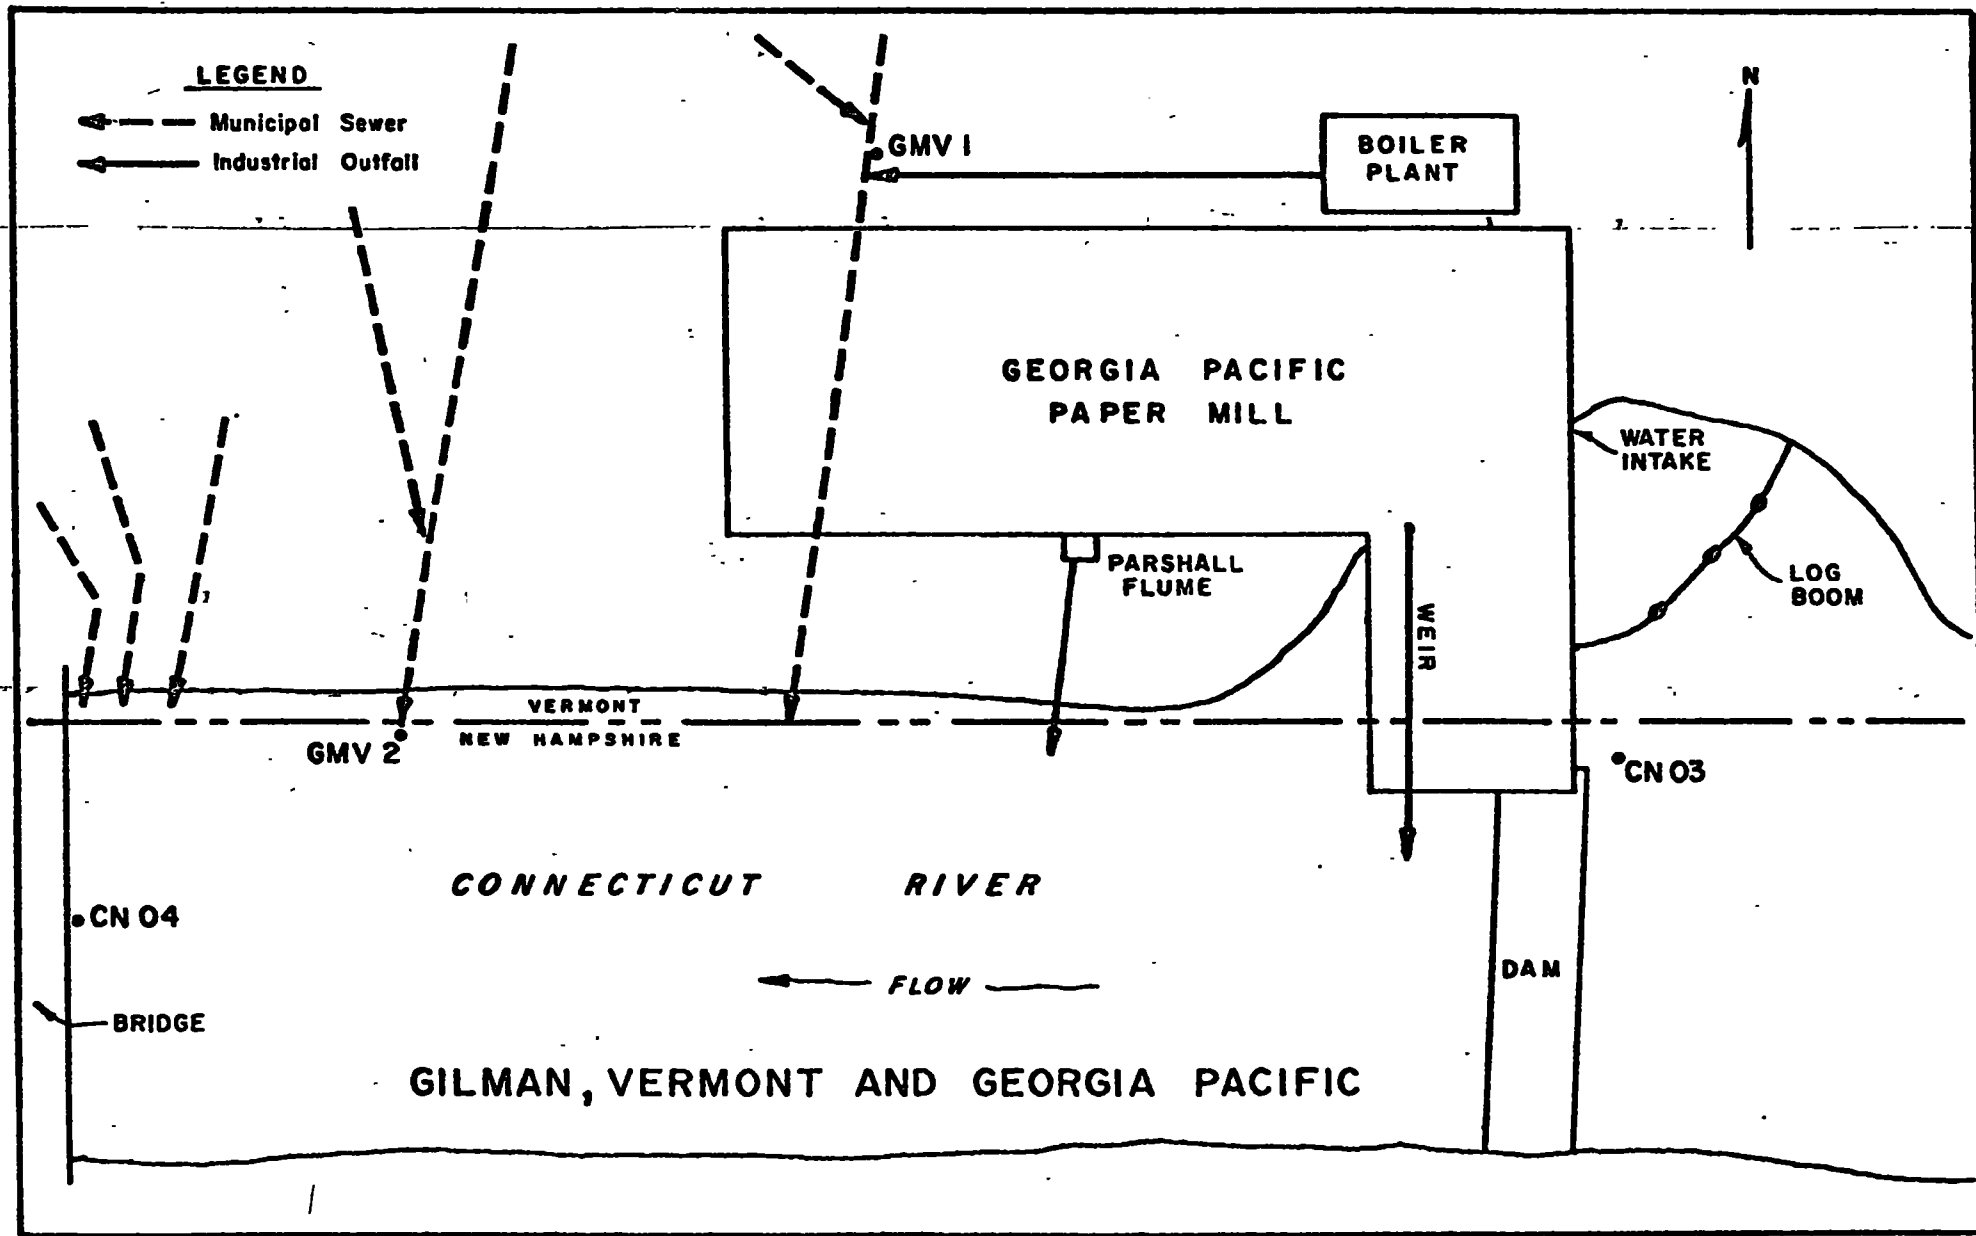 LEGEND
Municipal Sewer
Industrial Outfall
N
GMV 1
BOILER
PLANT
GEORGIA PACIFIC
PAPER MILL
WATER
INTAKE
PARSHALL
FLUME
LOG
BOOM
WEIR
VERMONT
NEW HAMPSHIRE
GMV 2
CN 03
CONNECTICUT RIVER
CN 04
DAM
FLOW
BRIDGE
GILMAN, VERMONT AND GEORGIA PACIFIC